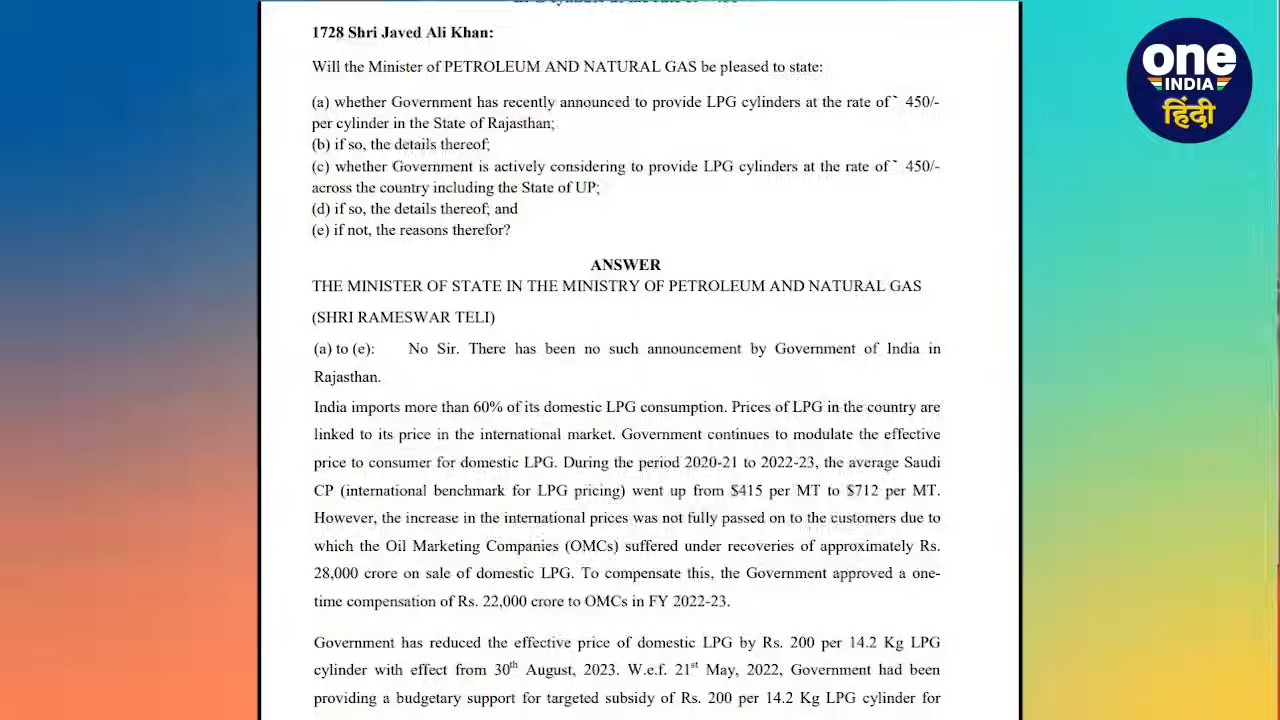 1728 Shri Javed Ali Khan:
Will the Minister of PETROLEUM AND NATURAL GAS be pleased to state:
(a) whether Government has recently announced to provide LPG cylinders at the rate of ` 450/-
per cylinder in the State of Rajasthan;
(b) if so, the details thereof;
(c) whether Government is actively considering to provide LPG cylinders at the rate of ` 450/-
across the country including the State of UP;
(d) if so, the details thereof; and
(e) if not, the reasons therefor?
ANSWER
THE MINISTER OF STATE IN THE MINISTRY OF PETROLEUM AND NATURAL GAS
(SHRI RAMESWAR TELI)
(a) to (e): No Sir. There has been no such announcement by Government of India in
Rajasthan.
India imports more than 60% of its domestic LPG consumption. Prices of LPG in the country are
linked to its price in the international market. Government continues to modulate the effective
price to consumer for domestic LPG. During the period 2020-21 to 2022-23, the average Saudi
CP (international benchmark for LPG pricing) went up from $415 per MT to $712 per MT.
However, the increase in the international prices was not fully passed on to the customers due to
which the Oil Marketing Companies (OMCs) suffered under recoveries of approximately Rs.
28,000 crore on sale of domestic LPG. To compensate this, the Government approved a one-
time compensation of Rs. 22,000 crore to OMCs in FY 2022-23.
Government has reduced the effective price of domestic LPG by Rs. 200 per 14.2 Kg LPG
cylinder with effect from 30th August, 2023. W.e.f. 21st May, 2022, Government had been
providing a budgetary support for targeted subsidy of Rs. 200 per 14.2 Kg LPG cylinder for
one
INDIA
हिंदी